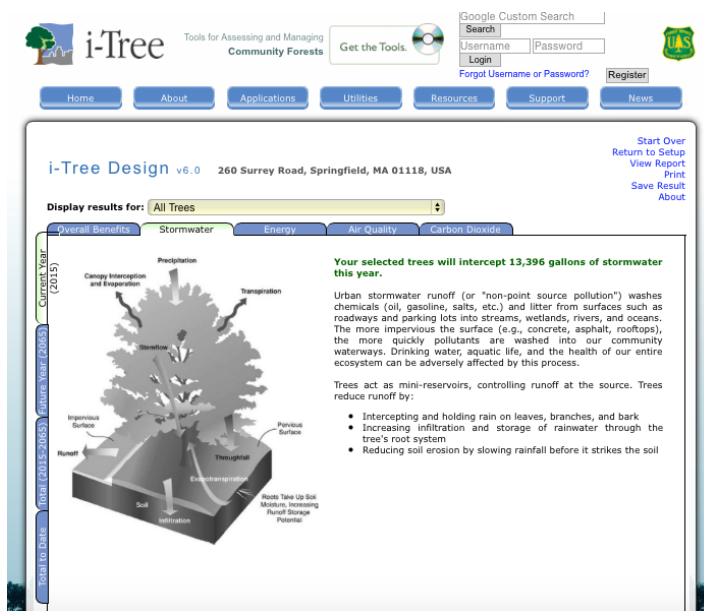 i-Tree
Tools for Assessing and Managing
Community Forests
Get the Tools.
Google Custom Search
Search
Username
Password
Login
Forgot Username or Password?
Register
UAS
Home
About
Applications
Utilities
Resources
Support
News
Start Over
Return to Setup
View Report
Print
Save Result
About
i-Tree Design v6.0
260 Surrey Road, Springfield, MA 01118, USA
Display results for:
All Trees
Overall Benefits
Stormwater
Energy
Air Quality
Carbon Dioxide
Current Year
(2015)
Future Year (2065)
Total (2015-2065)
Total to Date
Precipitation
Canopy Interception
and Evaporation
Transpiration
Stemflow
Impervious
Surface
Pervious
Surface
Runoff
Throughfall
Evapotranspiration
Soil
Infiltration
Roots Take Up Soil
Moisture, Increasing
Runoff Storage
Potential
Your selected trees will intercept 13,396 gallons of stormwater
this year.
Urban stormwater runoff (or "non-point source pollution") washes
chemicals (oil, gasoline, salts, etc.) and litter from surfaces such as
roadways and parking lots into streams, wetlands, rivers, and oceans.
The more impervious the surface (e.g., concrete, asphalt, rooftops),
the more quickly pollutants are washed into our community
waterways. Drinking water, aquatic life, and the health of our entire
ecosystem can be adversely affected by this process.
Trees act as mini-reservoirs, controlling runoff at the source. Trees
reduce runoff by:
• Intercepting and holding rain on leaves, branches, and bark
• Increasing infiltration and storage of rainwater through the
tree's root system
• Reducing soil erosion by slowing rainfall before it strikes the soil